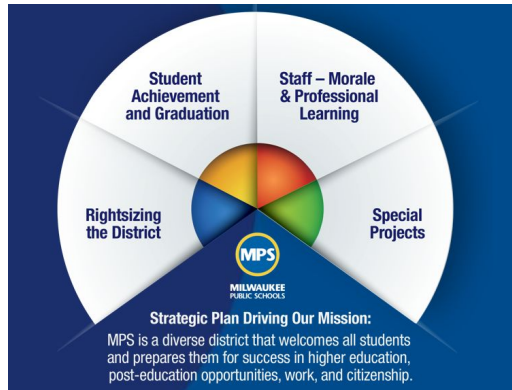 Student
Achievement
and Graduation
Staff – Morale
& Professional
Learning
Rightsizing
the District
Special
Projects
MPS
MILWAUKEE
PUBLIC SCHOOLS
Strategic Plan Driving Our Mission:
MPS is a diverse district that welcomes all students
and prepares them for success in higher education,
post-education opportunities, work, and citizenship.